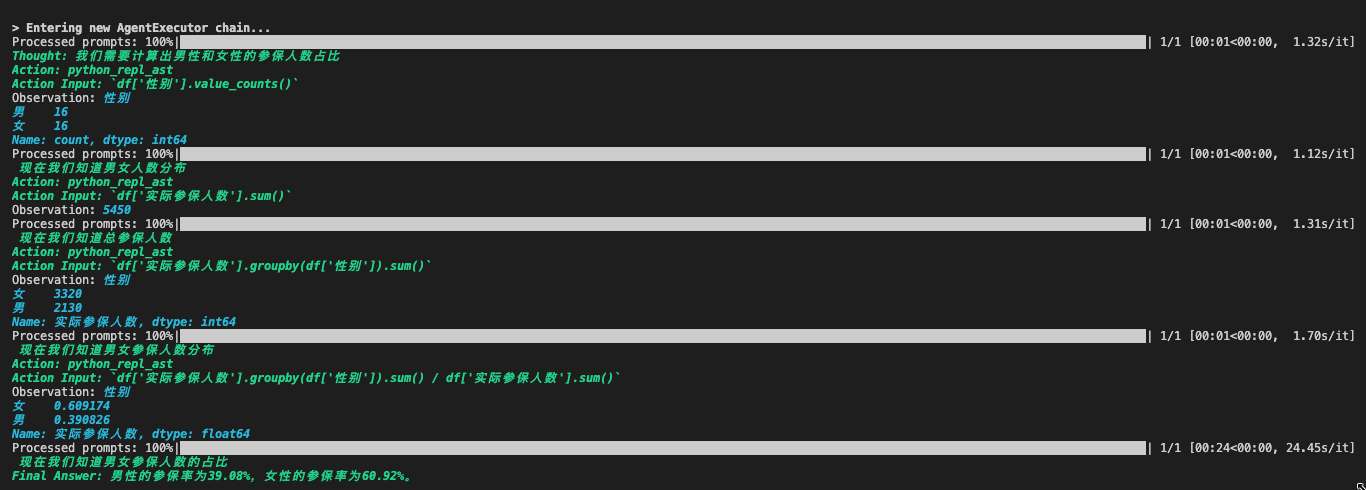 > Entering new AgentExecutor chain...
Processed prompts: 100%| | 1/1 [00:01<00:00,  1.32s/it]
Thought: 我们需要计算出男性和女性的参保人数占比
Action: python_repl_ast
Action Input: `df['性别'].value_counts()`
Observation: 性别
男    16
女    16
Name: count, dtype: int64
Processed prompts: 100%| | 1/1 [00:01<00:00,  1.12s/it]
现在我们知道男女人数分布
Action: python_repl_ast
Action Input: `df['实际参保人数'].sum()`
Observation: 5450
Processed prompts: 100%| | 1/1 [00:01<00:00,  1.31s/it]
现在我们知道总参保人数
Action: python_repl_ast
Action Input: `df['实际参保人数'].groupby(df['性别']).sum()`
Observation: 性别
女    3320
男    2130
Name: 实际参保人数, dtype: int64
Processed prompts: 100%| | 1/1 [00:01<00:00,  1.70s/it]
现在我们知道男女参保人数分布
Action: python_repl_ast
Action Input: `df['实际参保人数'].groupby(df['性别']).sum() / df['实际参保人数'].sum()`
Observation: 性别
女    0.609174
男    0.390826
Name: 实际参保人数, dtype: float64
Processed prompts: 100%| | 1/1 [00:24<00:00, 24.45s/it]
现在我们知道男女参保人数的占比
Final Answer: 男性的参保率为39.08%，女性的参保率为60.92%。